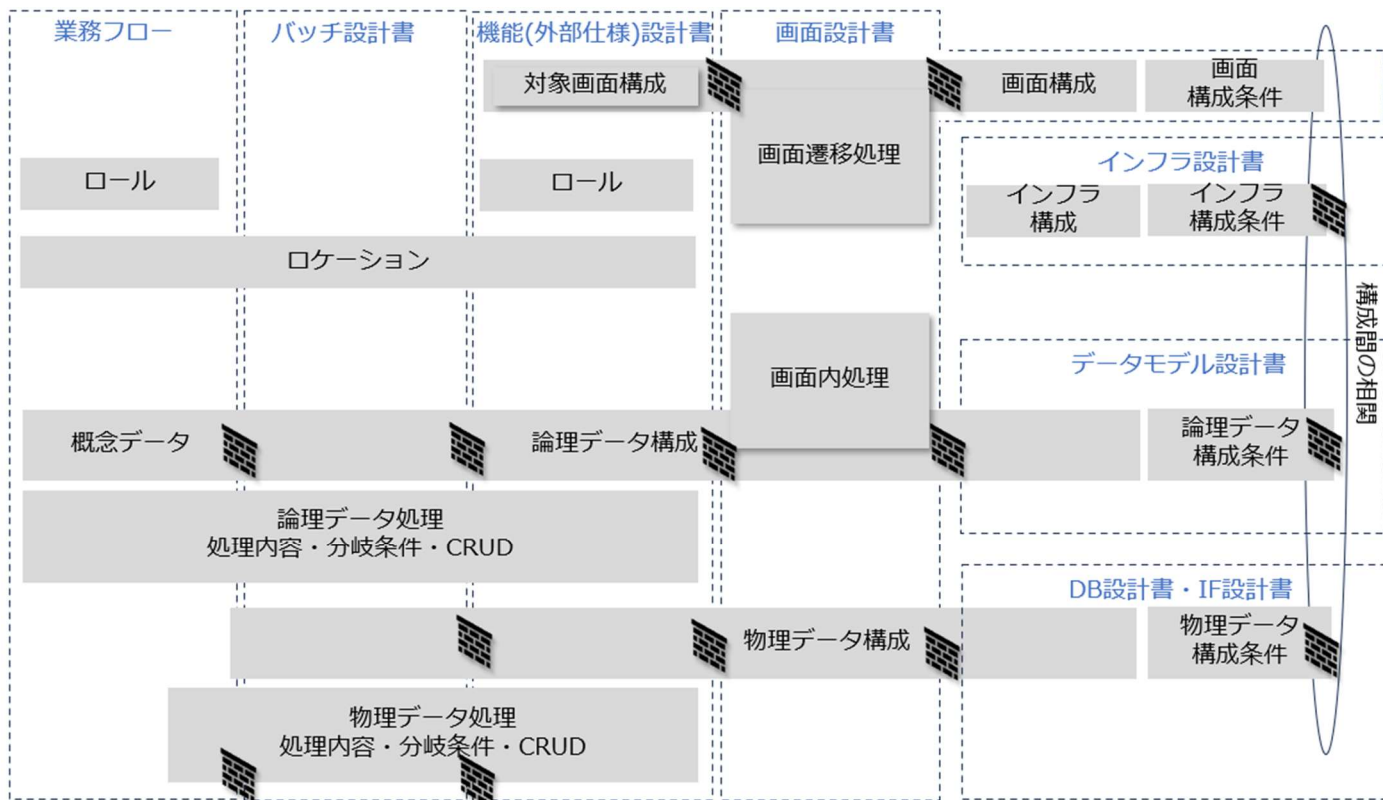 業務フロー
バッチ設計書
機能(外部仕様)設計書
画面設計書
対象画面構成
画面構成
画面
構成条件
画面遷移処理
インフラ設計書
ロール
ロール
インフラ
構成
インフラ
構成条件
ロケーション
構成間の相関
データモデル設計書
画面内処理
概念データ
論理データ構成
論理データ
構成条件
論理データ処理
処理内容・分岐条件・CRUD
DB設計書・IF設計書
物理データ構成
物理データ
構成条件
物理データ処理
処理内容・分岐条件・CRUD